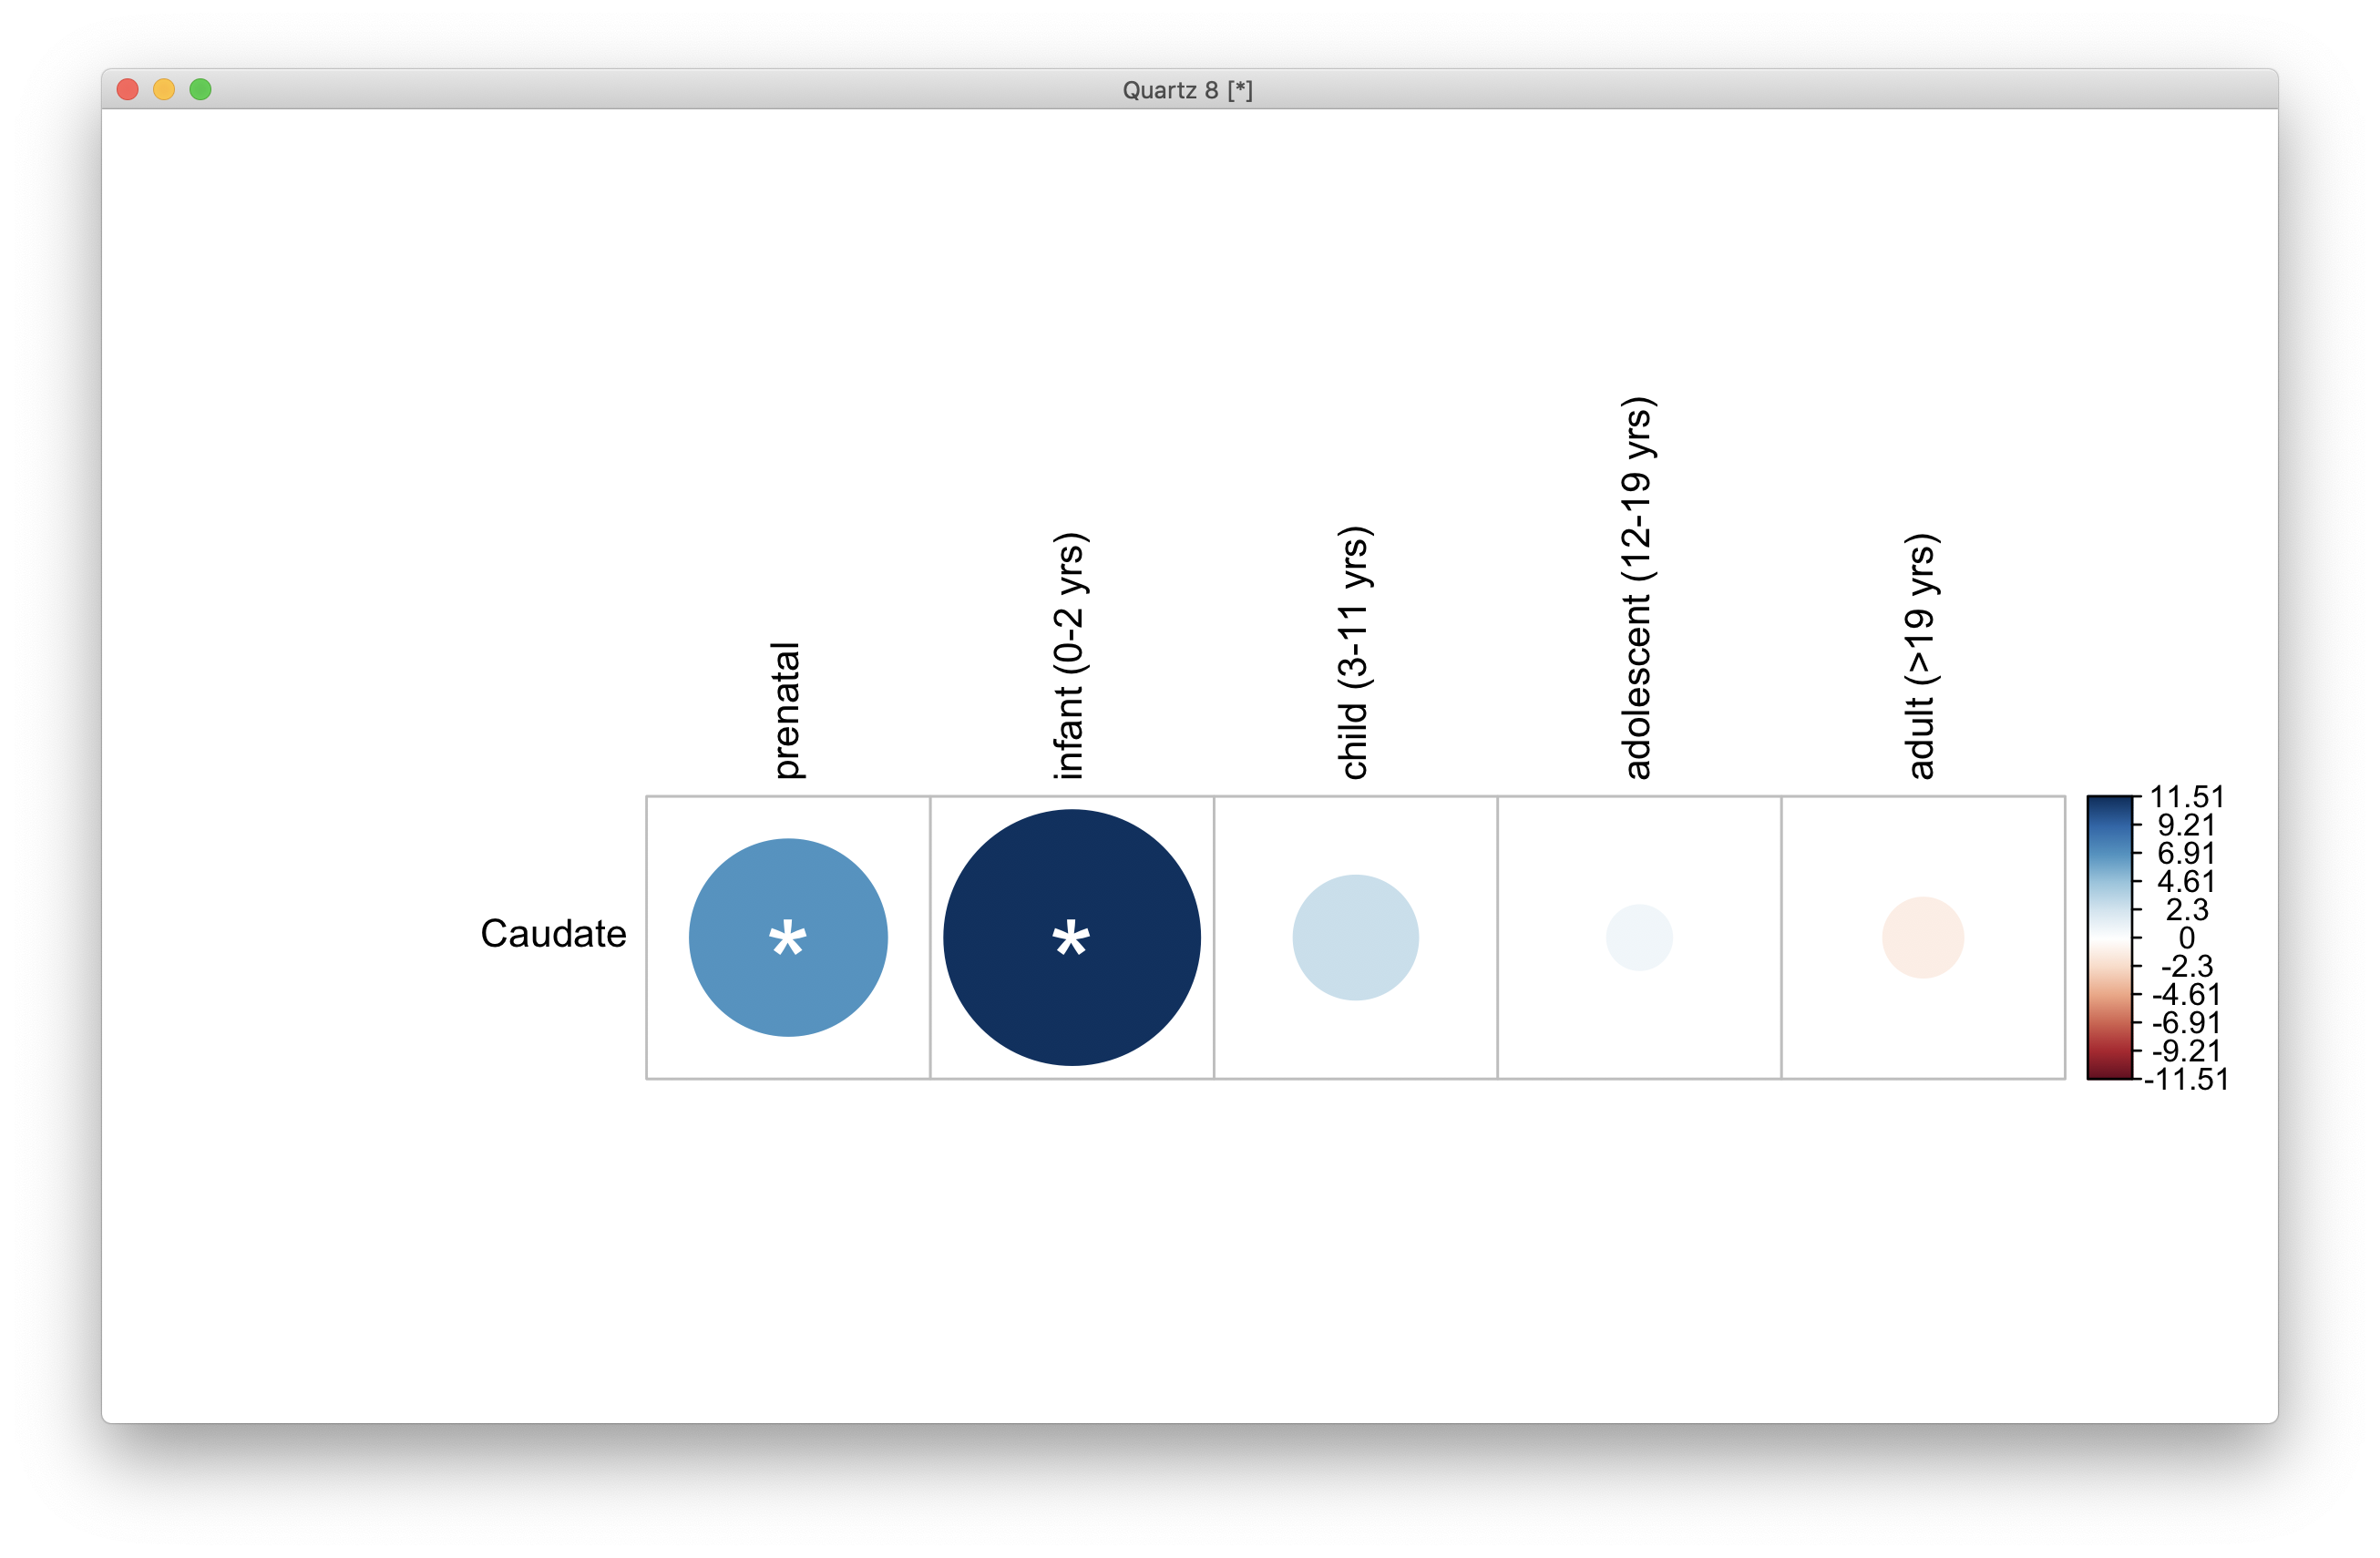 Quartz 8 [*]
prenatal
infant (0-2 yrs)
child (3-11 yrs)
adolescent (12-19 yrs)
adult (>19 yrs)
Caudate
*
*
11.51
9.21
6.91
4.61
2.3
0
-2.3
-4.61
-6.91
-9.21
-11.51